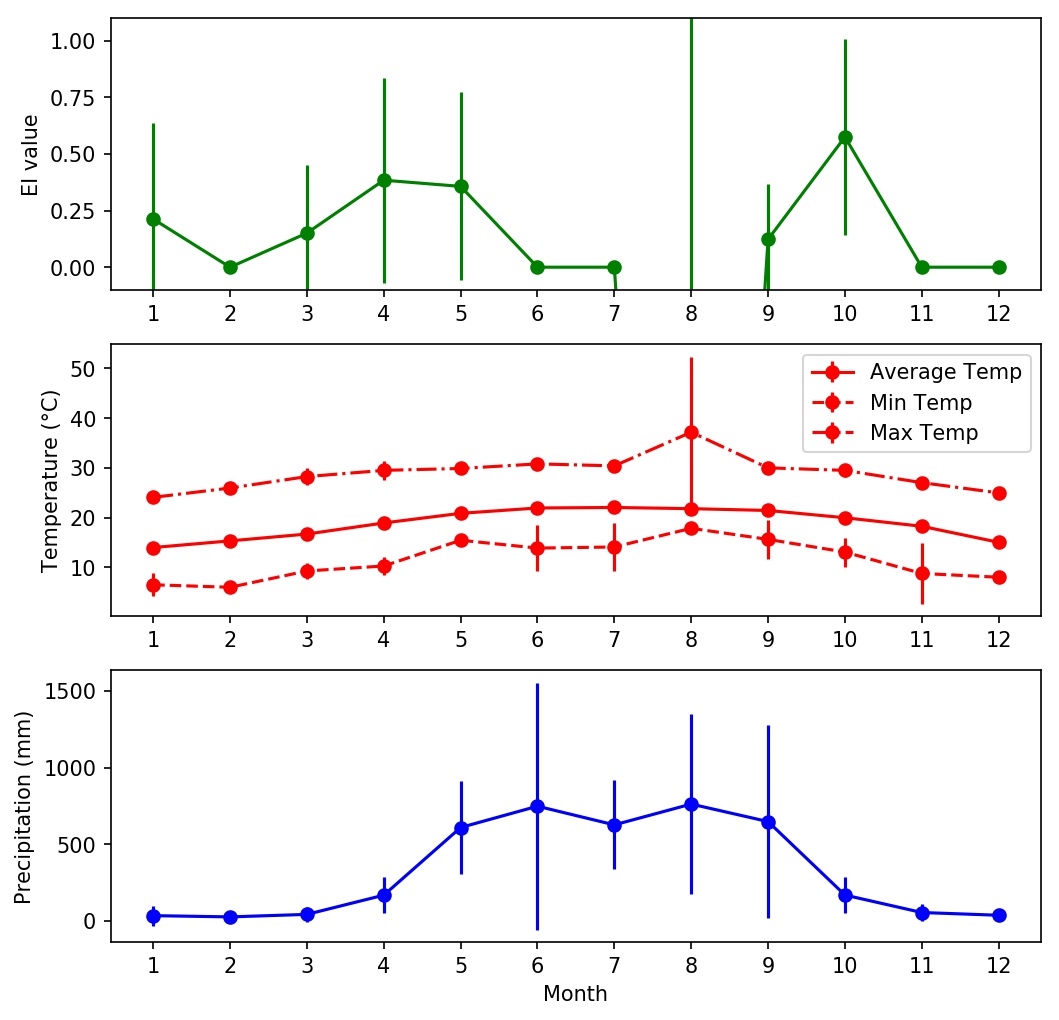 EI value
1.00
0.75
0.50
0.25
0.00
1 2 3 4 5 6 7 8 9 10 11 12
Temperature (°C)
50
40
30
20
10
Average Temp
Min Temp
Max Temp
1 2 3 4 5 6 7 8 9 10 11 12
Precipitation (mm)
1500
1000
500
0
1 2 3 4 5 6 7 8 9 10 11 12
Month